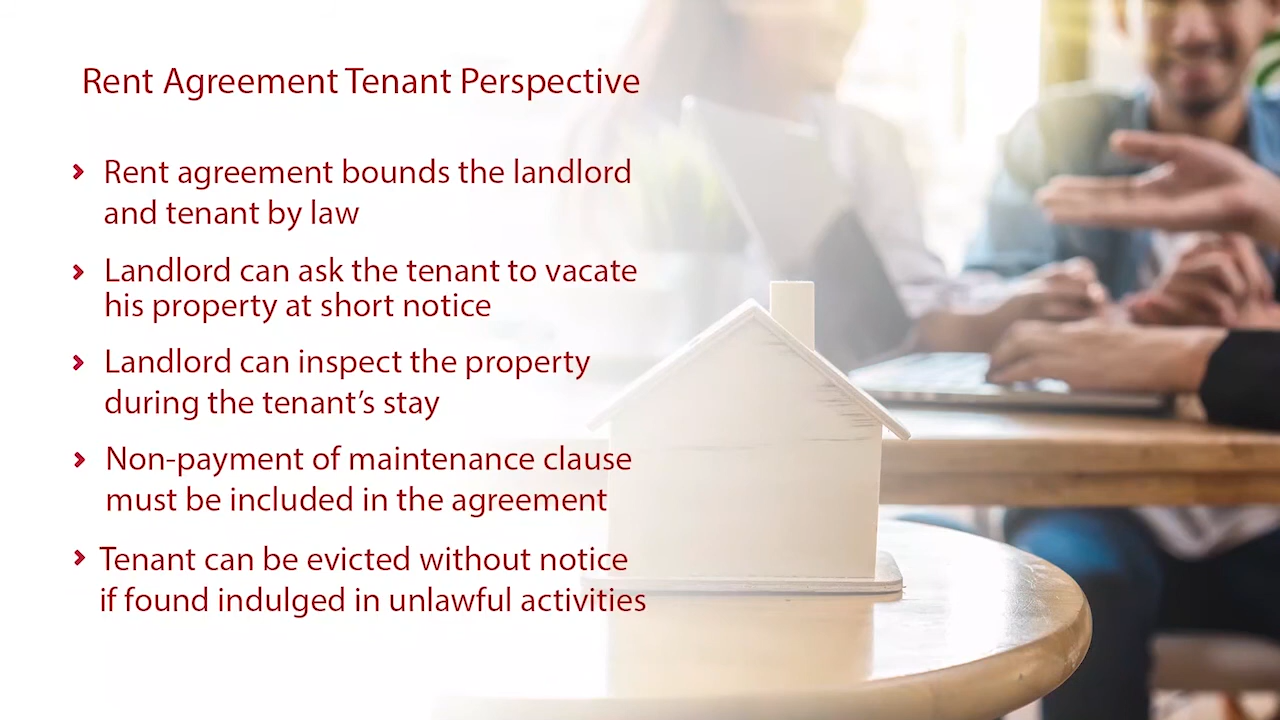 Rent Agreement Tenant Perspective
Rent agreement bounds the landlord
and tenant by law
Landlord can ask the tenant to vacate
his property at short notice
Landlord can inspect the property
during the tenant’s stay
Non-payment of maintenance clause
must be included in the agreement
Tenant can be evicted without notice
if found indulged in unlawful activities